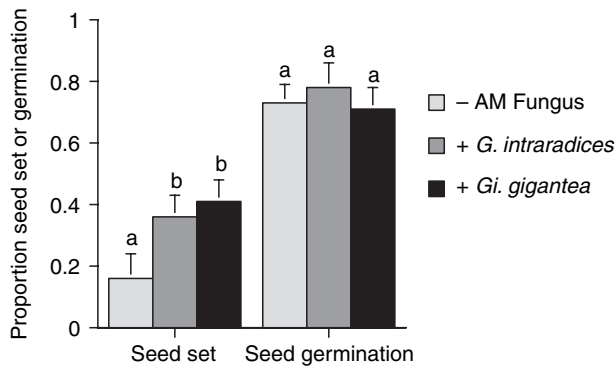 Proportion seed set or germination
1
0.8
0.6
0.4
0.2
0
a
b
b
a
a
a
Seed set
Seed germination
– AM Fungus
+ G. intraradices
+ Gi. gigantea